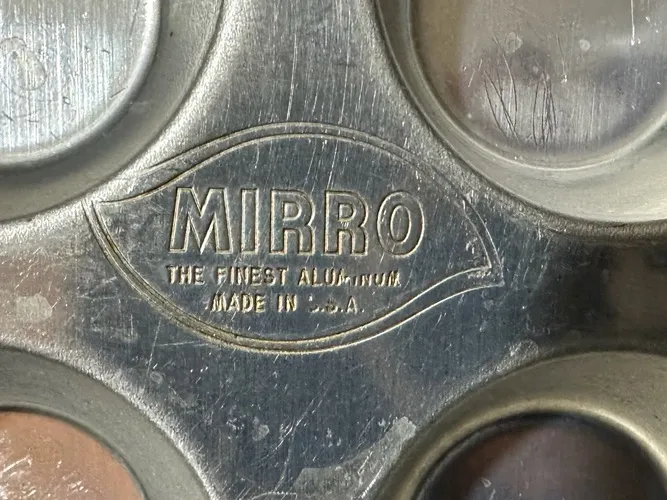 MIRRO
THE FINEST ALUMINUM
MADE IN U.S.A.